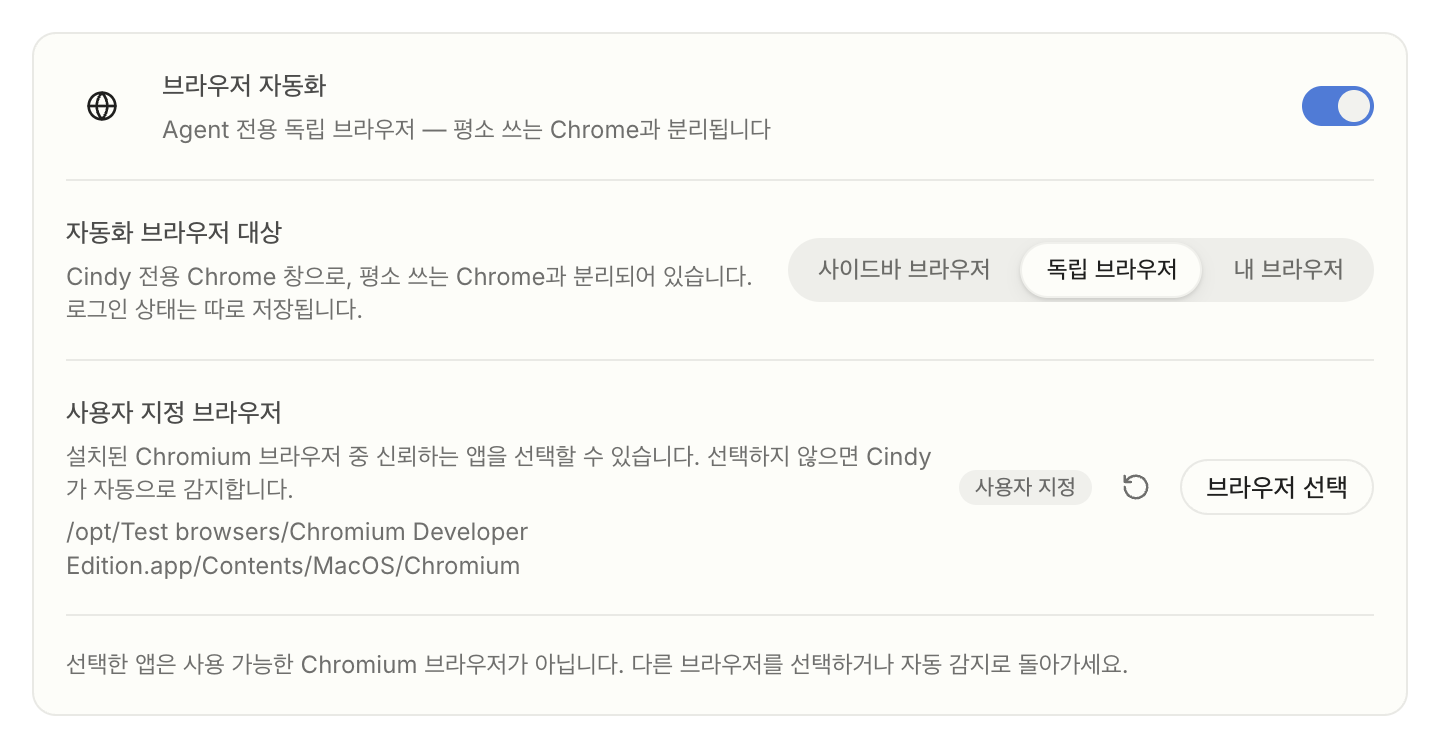 브라우저 자동화
Agent 전용 독립 브라우저 — 평소 쓰는 Chrome과 분리됩니다
자동화 브라우저 대상
Cindy 전용 Chrome 창으로, 평소 쓰는 Chrome과 분리되어 있습니다.
로그인 상태는 따로 저장됩니다.
사이드바 브라우저
독립 브라우저
내 브라우저
사용자 지정 브라우저
설치된 Chromium 브라우저 중 신뢰하는 앱을 선택할 수 있습니다. 선택하지 않으면 Cindy
가 자동으로 감지합니다.
/opt/Test browsers/Chromium Developer
Edition.app/Contents/MacOS/Chromium
사용자 지정
브라우저 선택
선택한 앱은 사용 가능한 Chromium 브라우저가 아닙니다. 다른 브라우저를 선택하거나 자동 감지로 돌아가세요.